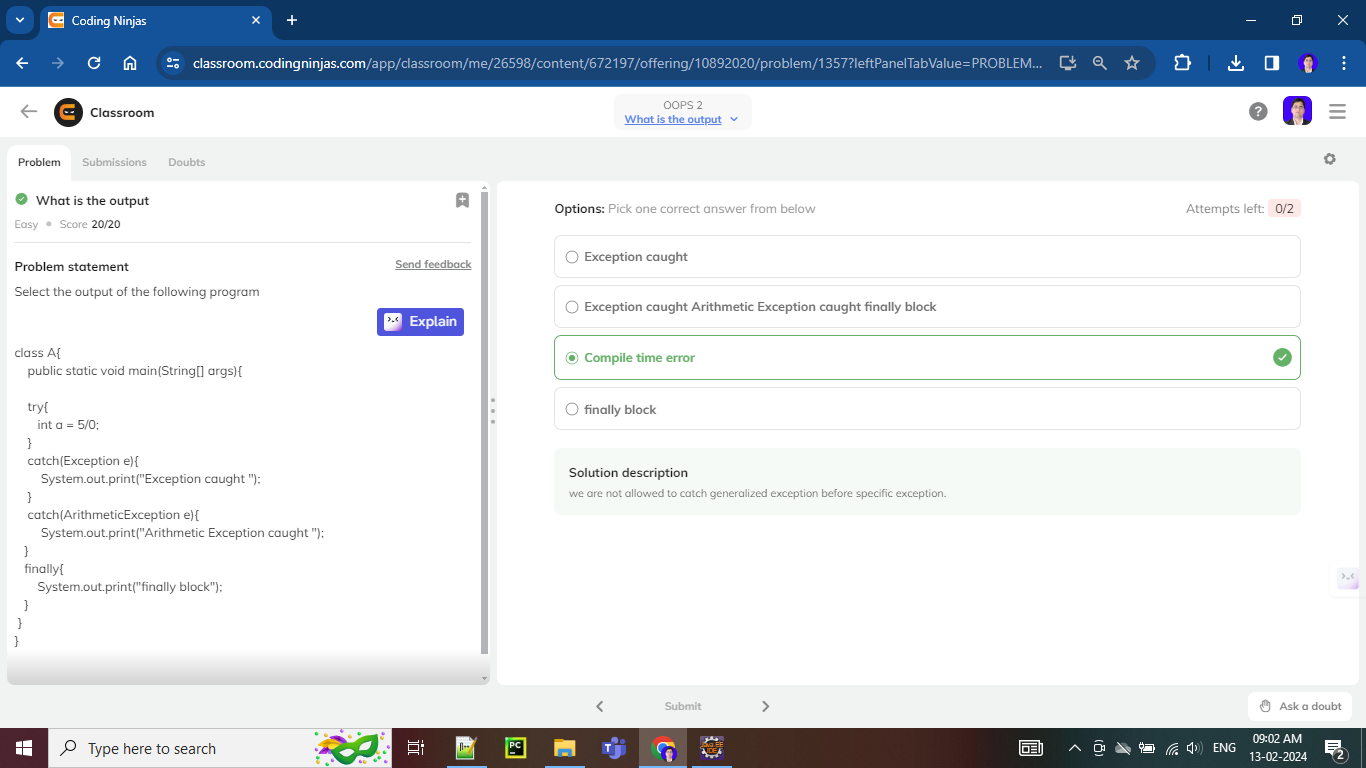 Coding Ninjas
classroom.codingninjas.com/app/classroom/me/26598/content/672197/offering/10892020/problem/1357?leftPanelTabValue=PROBLEM...
Classroom
OOPS 2
What is the output
Problem Submissions Doubts
What is the output
Easy Score 20/20
Problem statement Send feedback
Select the output of the following program
Explain
class A{
public static void main(String[] args){
try{
int a = 5/0;
}
catch(Exception e){
System.out.print("Exception caught ");
}
catch(ArithmeticException e){
System.out.print("Arithmetic Exception caught ");
}
finally{
System.out.print("finally block");
}
}
}
Options: Pick one correct answer from below Attempts left: 0/2
Exception caught
Exception caught Arithmetic Exception caught finally block
Compile time error
finally block
Solution description
we are not allowed to catch generalized exception before specific exception.
Submit
Ask a doubt
Type here to search
PC
ENG
09:02 AM
13-02-2024
2